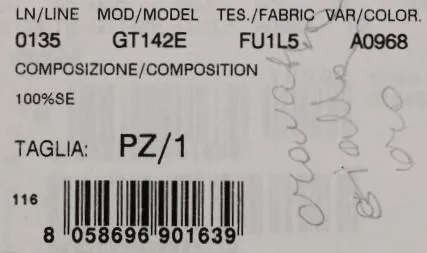 LN/LINE MOD/MODEL TES./FABRIC VAR/COLOR.
0135 GT142E FU1L5 A0968
COMPOSIZIONE/COMPOSITION
100%SE
TAGLIA: PZ/1
116
8 058696 901639
cravatta
gialla
oro